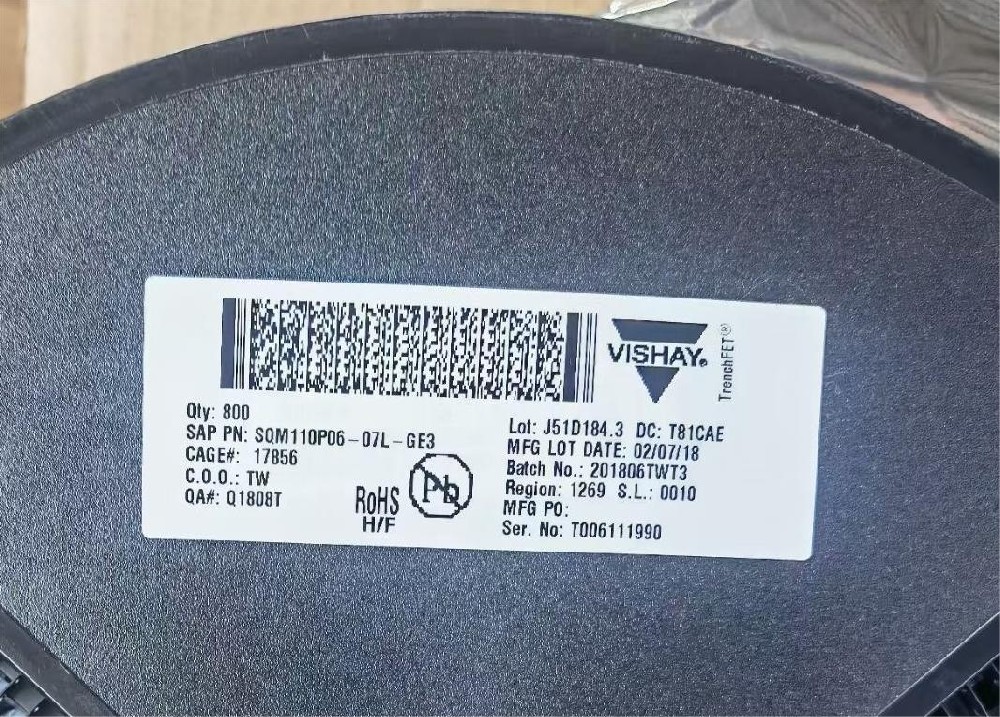 VISHAY®
TrenchFET®
Qty: 800
SAP PN: SQM110P06-07L-GE3
CAGE#: 17856
C.O.O.: TW
QA#: Q1808T
RoHS
H/F
Pb
Lot: J51D184.3 DC: T81CAE
MFG LOT DATE: 02/07/18
Batch No.: 201806TWT3
Region: 1269 S.L.: 0010
MFG PO:
Ser. No: T006111990